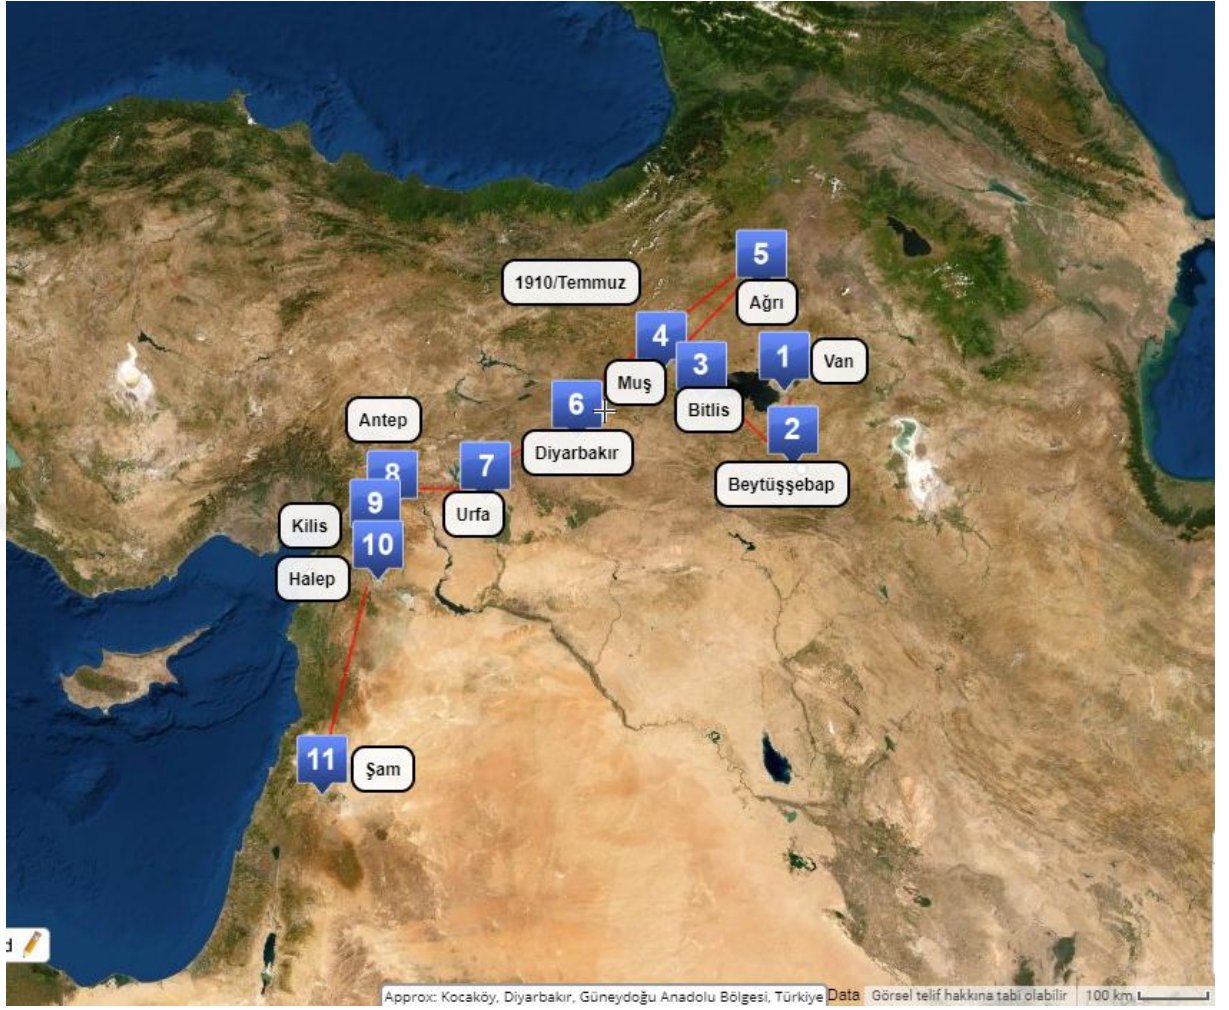 5
1910/Temmuz
Ağrı
4
3
1
Van
Muş
Bitlis
6
2
Antep
Diyarbakır
Beytüşşebap
8
7
9
Urfa
Kilis
10
Halep
11
Şam
d
Approx: Kocaköy, Diyarbakır, Güneydoğu Anadolu Bölgesi, Türkiye Data Görsel telif hakkına tabi olabilir 100 km